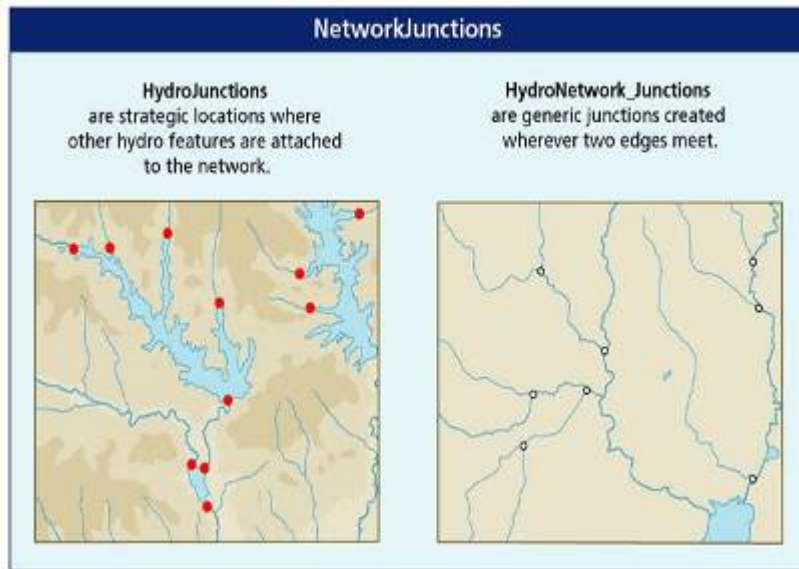 NetworkJunctions
HydroJunctions
are strategic locations where
other hydro features are attached
to the network.
HydroNetwork_Junctions
are generic junctions created
wherever two edges meet.